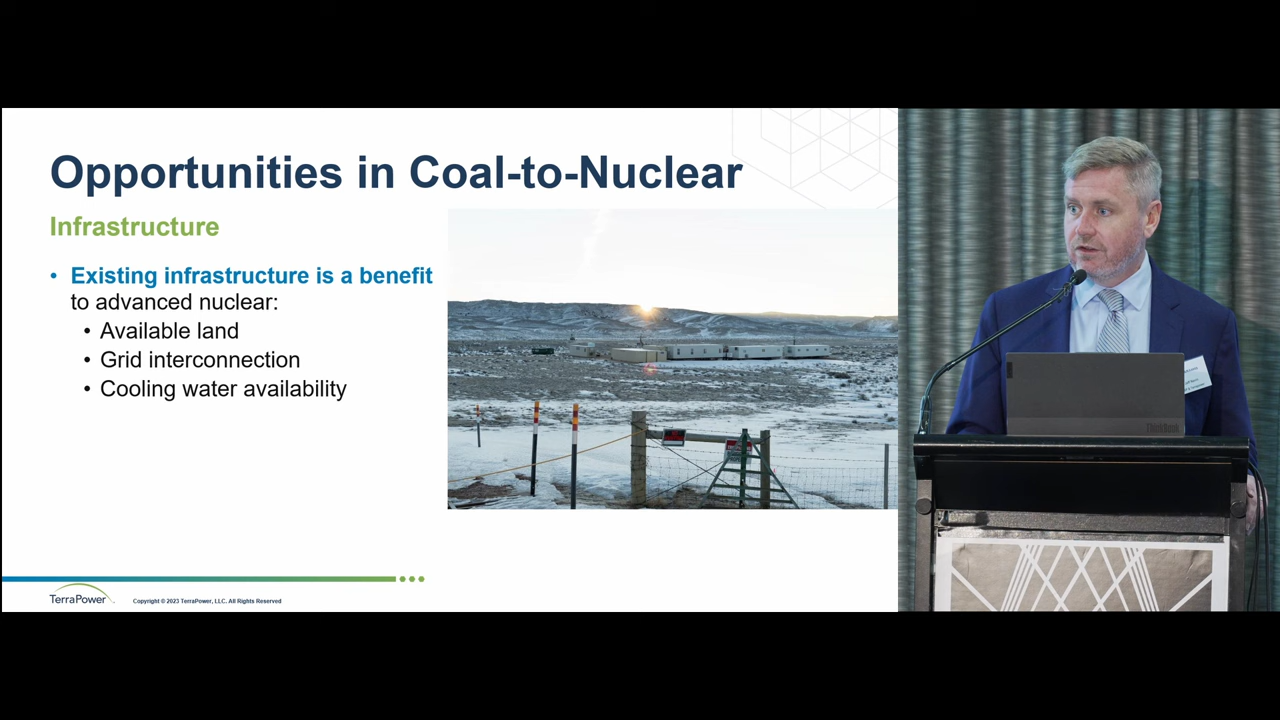 Opportunities in Coal-to-Nuclear
Infrastructure
• Existing infrastructure is a benefit
to advanced nuclear:
• Available land
• Grid interconnection
• Cooling water availability
TerraPower
Copyright © 2023 TerraPower, LLC. All Rights Reserved
ThinkBook